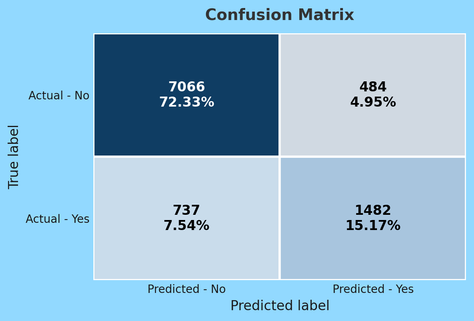 Confusion Matrix
True label
Actual - No
7066
72.33%
484
4.95%
Actual - Yes
737
7.54%
1482
15.17%
Predicted - No
Predicted - Yes
Predicted label